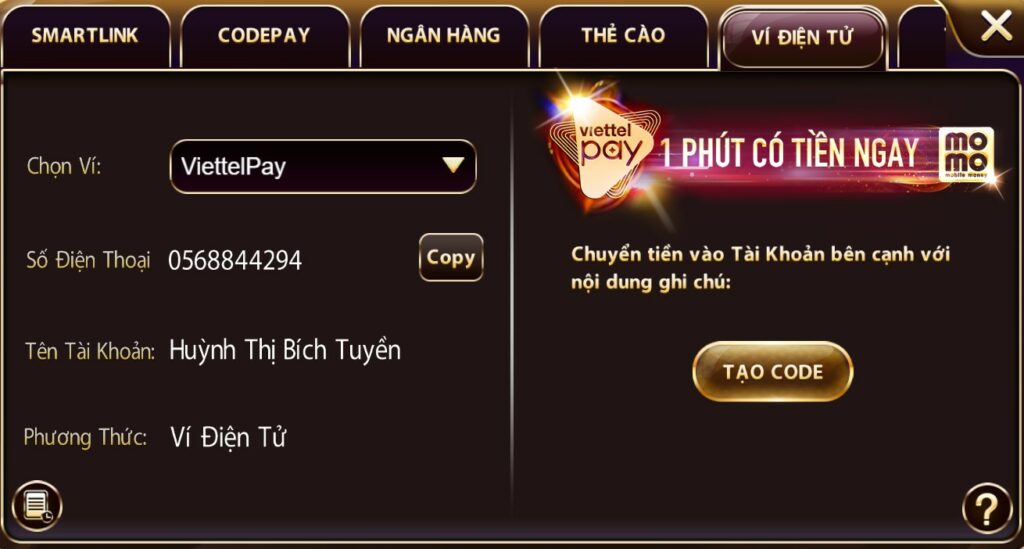 SMARTLINK
CODEPAY
NGÂN HÀNG
THẺ CÀO
VÍ ĐIỆN TỬ
Chọn Ví:
ViettelPay
viettel
pay
1 PHÚT CÓ TIỀN NGAY
mo
mo
mobile money
Số Điện Thoại
0568844294
Copy
Chuyển tiền vào Tài Khoản bên cạnh với
nội dung ghi chú:
Tên Tài Khoản:
Huỳnh Thị Bích Tuyền
TẠO CODE
Phương Thức:
Ví Điện Tử
?